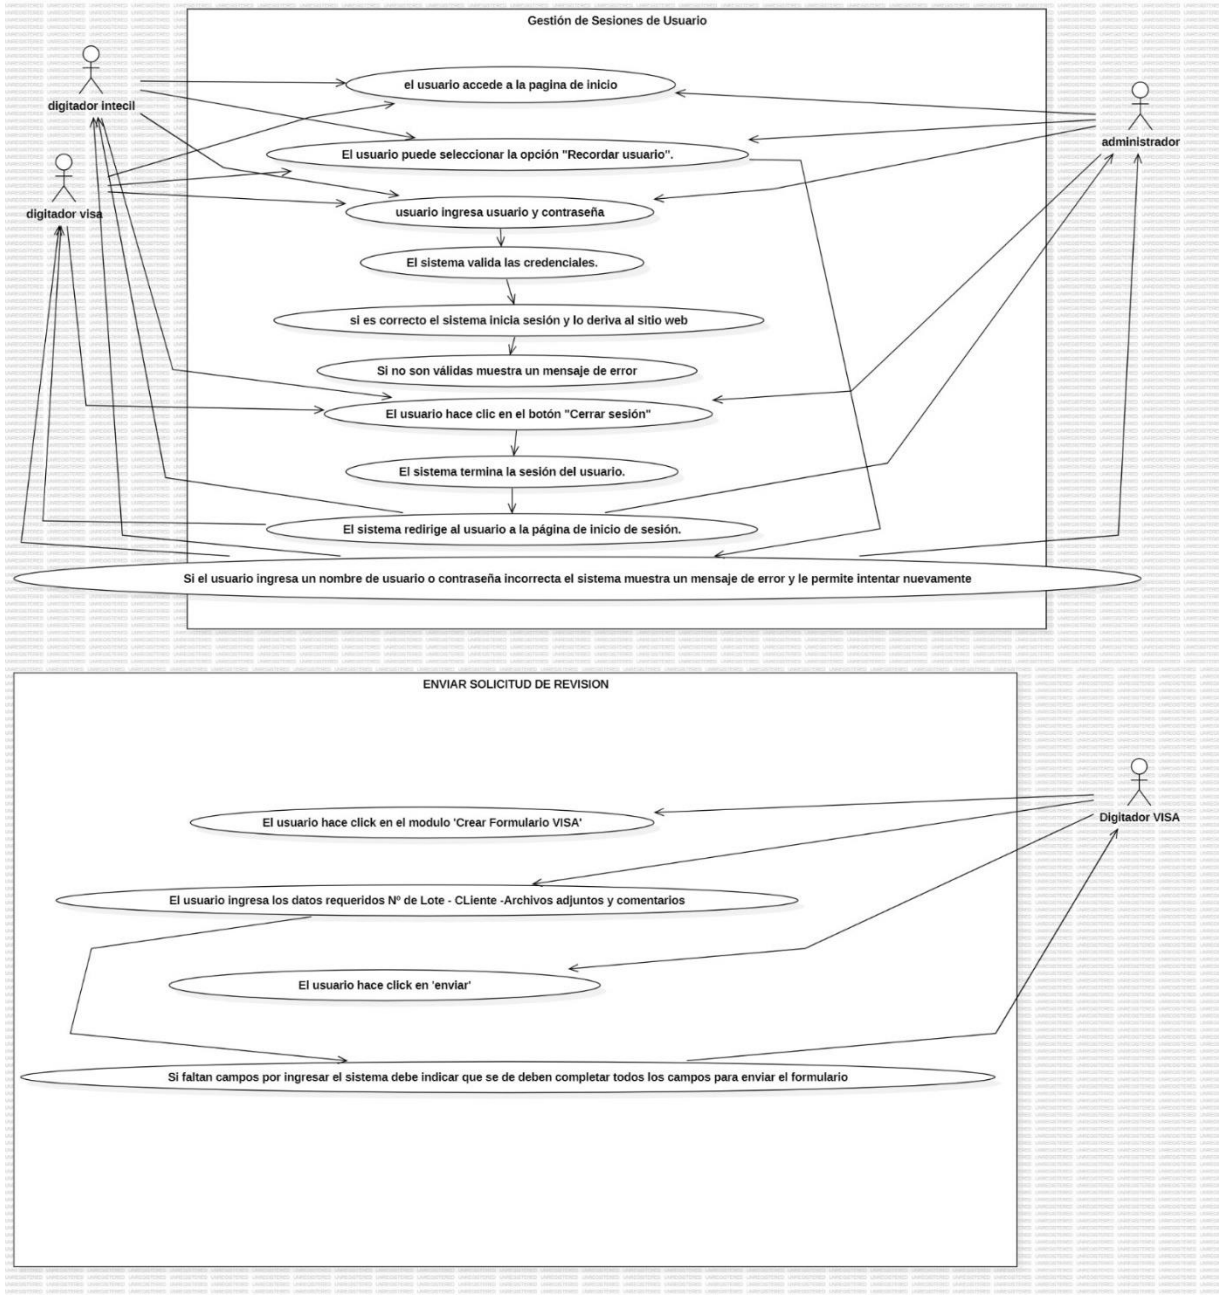 Gestión de Sesiones de Usuario
digitador intecil
digitador visa
administrador
el usuario accede a la pagina de inicio
El usuario puede seleccionar la opción "Recordar usuario".
usuario ingresa usuario y contraseña
El sistema valida las credenciales.
si es correcto el sistema inicia sesión y lo deriva al sitio web
Si no son válidas muestra un mensaje de error
El usuario hace clic en el botón "Cerrar sesión"
El sistema termina la sesión del usuario.
El sistema redirige al usuario a la página de inicio de sesión.
Si el usuario ingresa un nombre de usuario o contraseña incorrecta el sistema muestra un mensaje de error y le permite intentar nuevamente
ENVIAR SOLICITUD DE REVISION
Digitador VISA
El usuario hace click en el modulo 'Crear Formulario VISA'
El usuario ingresa los datos requeridos Nº de Lote - CLiente -Archivos adjuntos y comentarios
El usuario hace click en 'enviar'
Si faltan campos por ingresar el sistema debe indicar que se de deben completar todos los campos para enviar el formulario